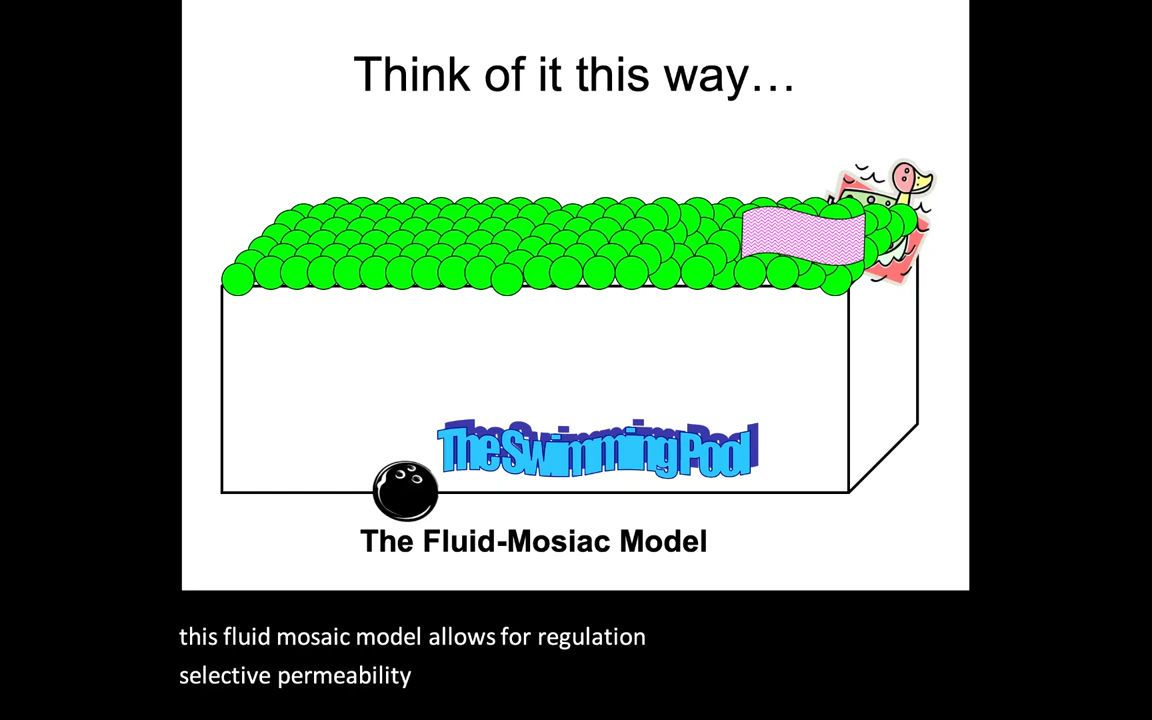 Think of it this way…
The Swimming Pool
The Fluid-Mosiac Model
this fluid mosaic model allows for regulation
selective permeability